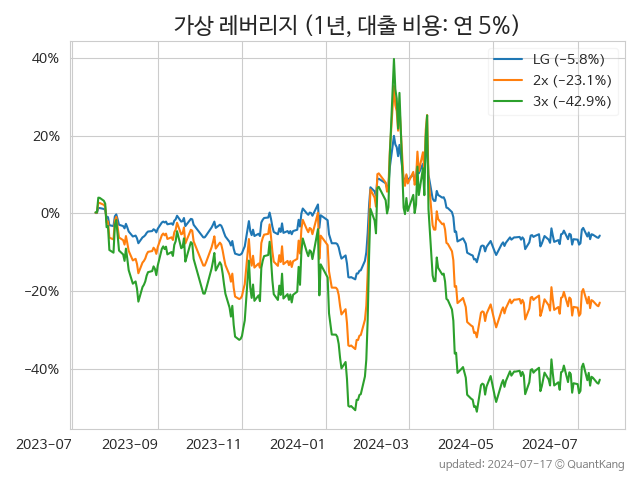 가상 레버리지 (1년, 대출 비용: 연 5%)
LG (−5.8%)
2x (−23.1%)
3x (−42.9%)
40%
20%
0%
−20%
−40%
2023-07 2023-09 2023-11 2024-01 2024-03 2024-05 2024-07
updated: 2024-07-17 © QuantKang